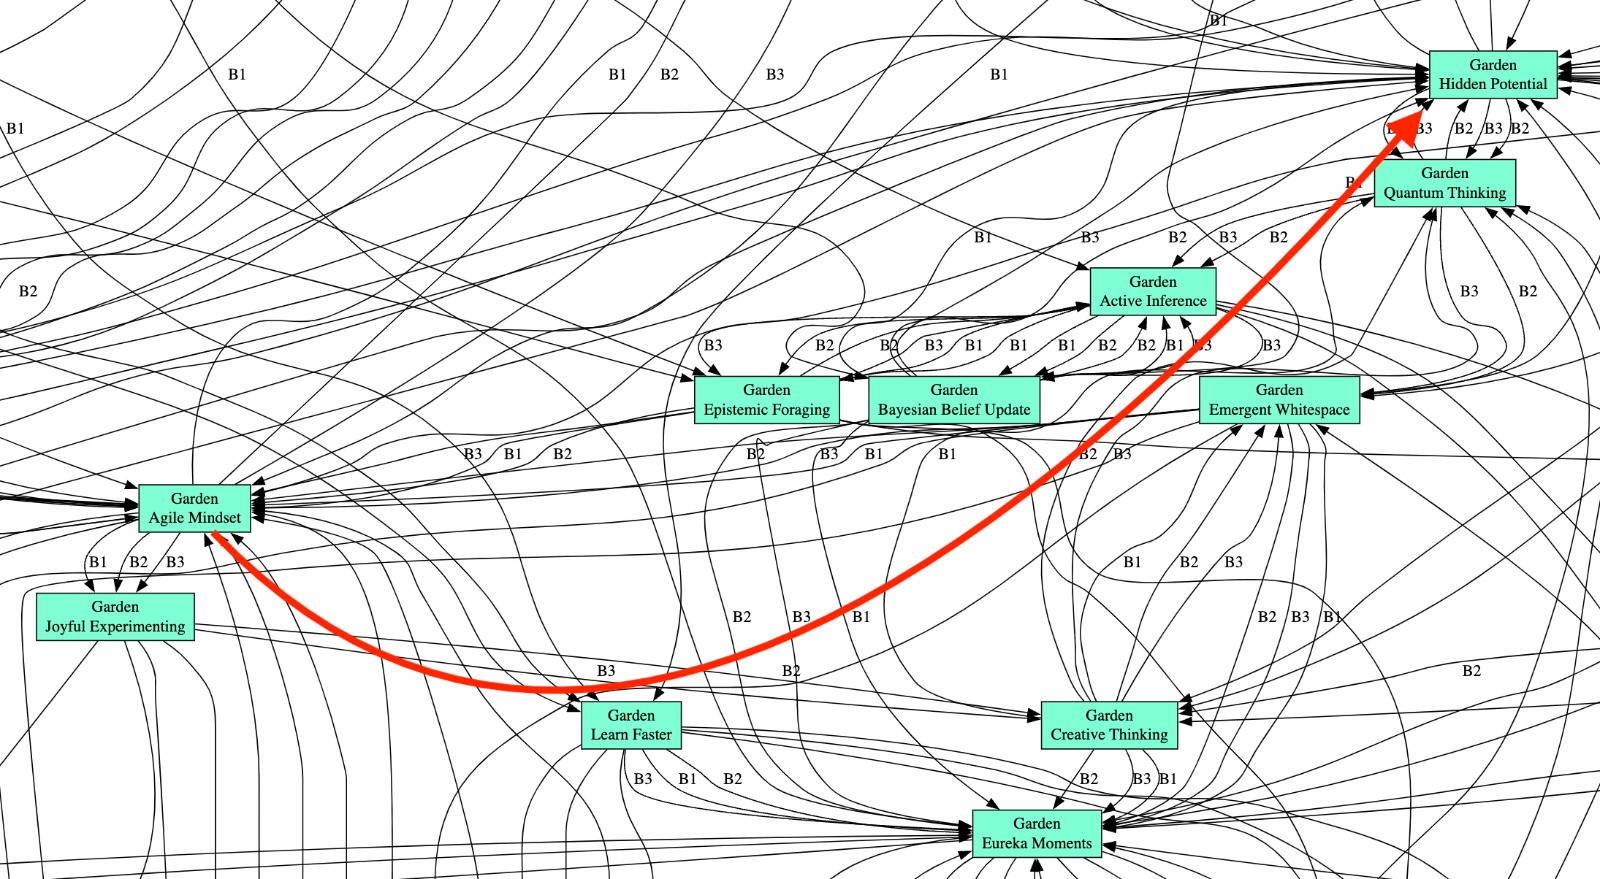 B1
Garden
Hidden Potential
B1
B1
B2
B3
B1
B1
B3
B2
B3
B2
Garden
Quantum Thinking
B1
B3
B2
B3
B2
Garden
Active Inference
B2
B3
B2
B3
B2
B3
B1
B1
B1
B2
B2
B1
B3
B3
Garden
Epistemic Foraging
Garden
Bayesian Belief Update
Garden
Emergent Whitespace
B3
B1
B2
B2
B3
B1
B1
B2
B3
Garden
Agile Mindset
B1
B2
B3
B1
B2
B3
Garden
Joyful Experimenting
B2
B3
B1
B2
B3
B1
B3
B2
B2
Garden
Learn Faster
Garden
Creative Thinking
B3
B1
B2
B2
B3
B1
Garden
Eureka Moments